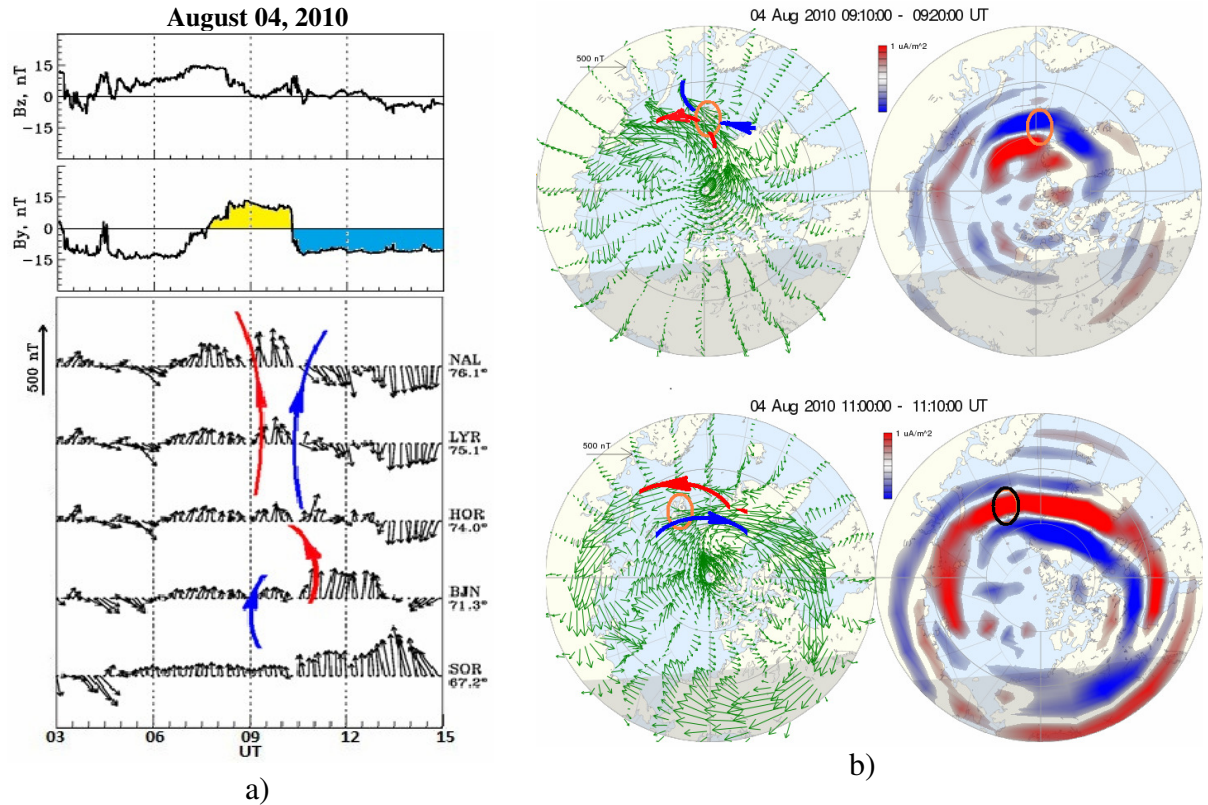 August 04, 2010
Bz, nT
15
0
-15
By, nT
15
0
-15
500 nT
NAL
76.1°
LYR
75.1°
HOR
74.0°
BJN
71.3°
SOR
67.2°
03 06 09 12 15
UT
a)
04 Aug 2010 09:10:00 - 09:20:00 UT
500 nT
1 uA/m^2
04 Aug 2010 11:00:00 - 11:10:00 UT
500 nT
1 uA/m^2
b)